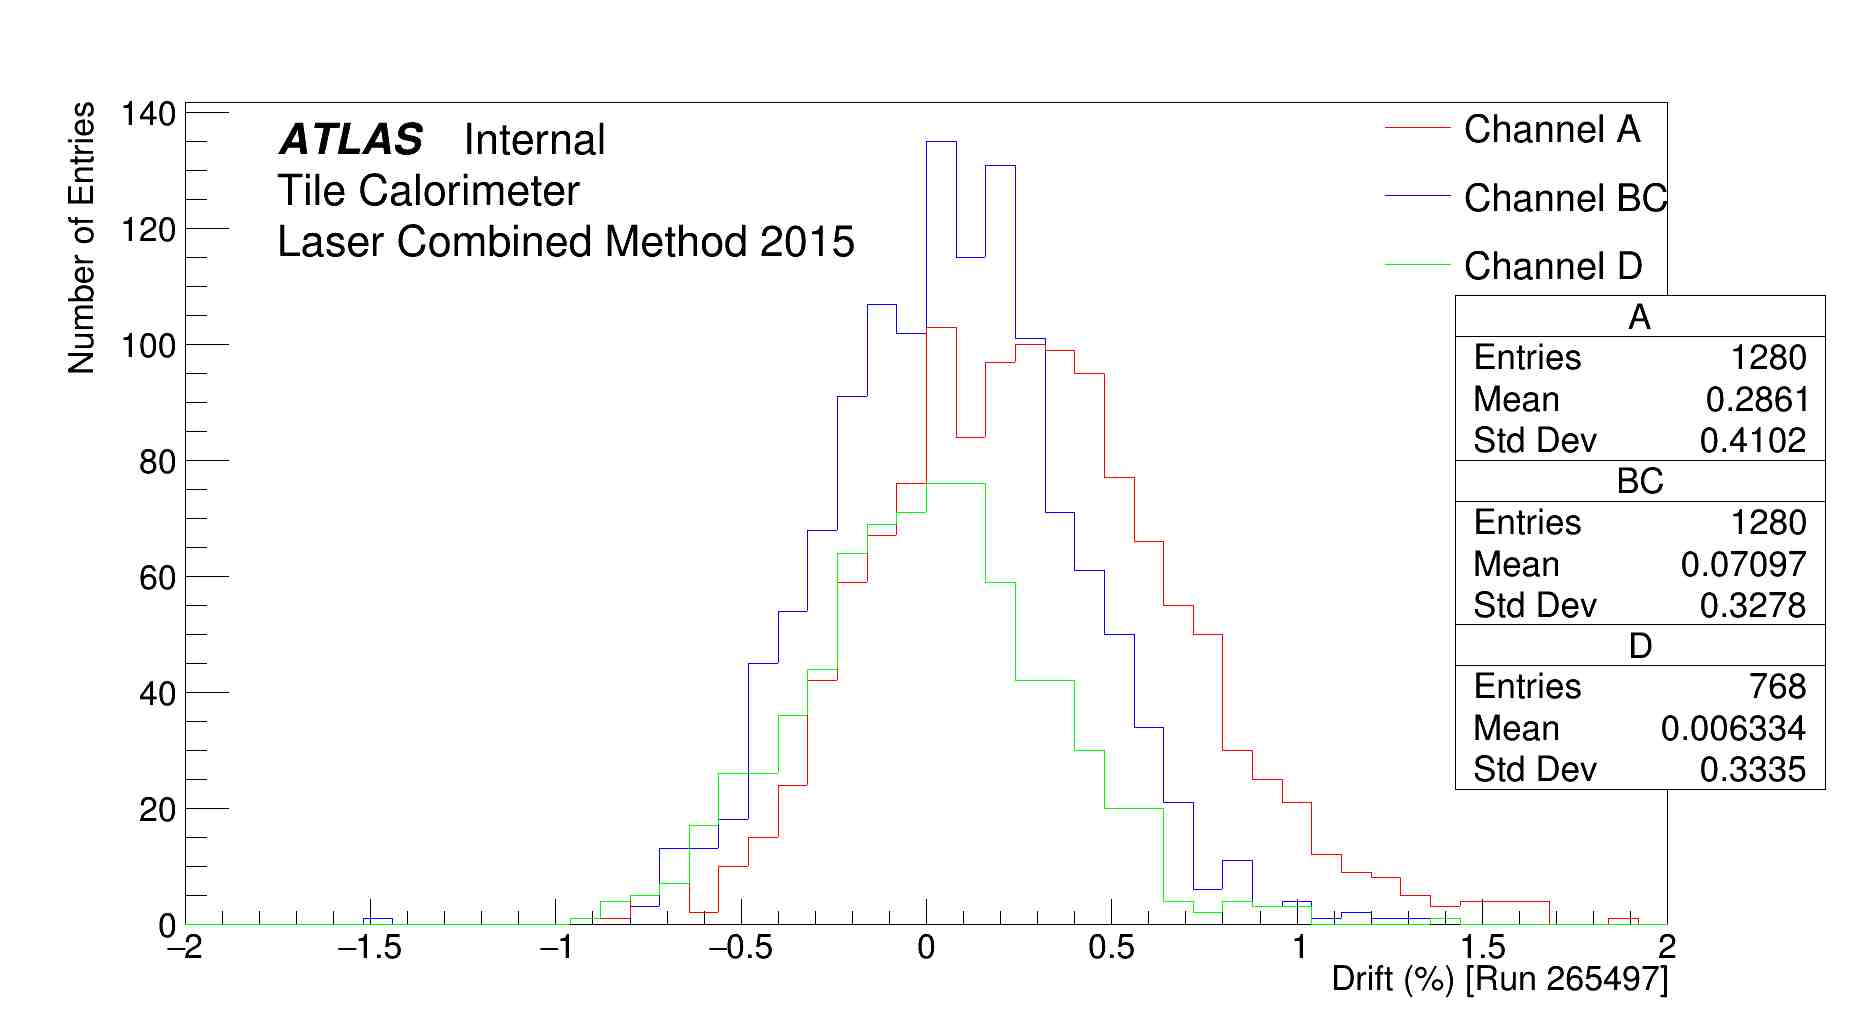 ATLAS Internal
Tile Calorimeter
Laser Combined Method 2015
Channel A
Channel BC
Channel D
A
Entries 1280
Mean 0.2861
Std Dev 0.4102
BC
Entries 1280
Mean 0.07097
Std Dev 0.3278
D
Entries 768
Mean 0.006334
Std Dev 0.3335
Number of Entries
140
120
100
80
60
40
20
0
−2 −1.5 −1 −0.5 0 0.5 1 1.5 2
Drift (%) [Run 265497]